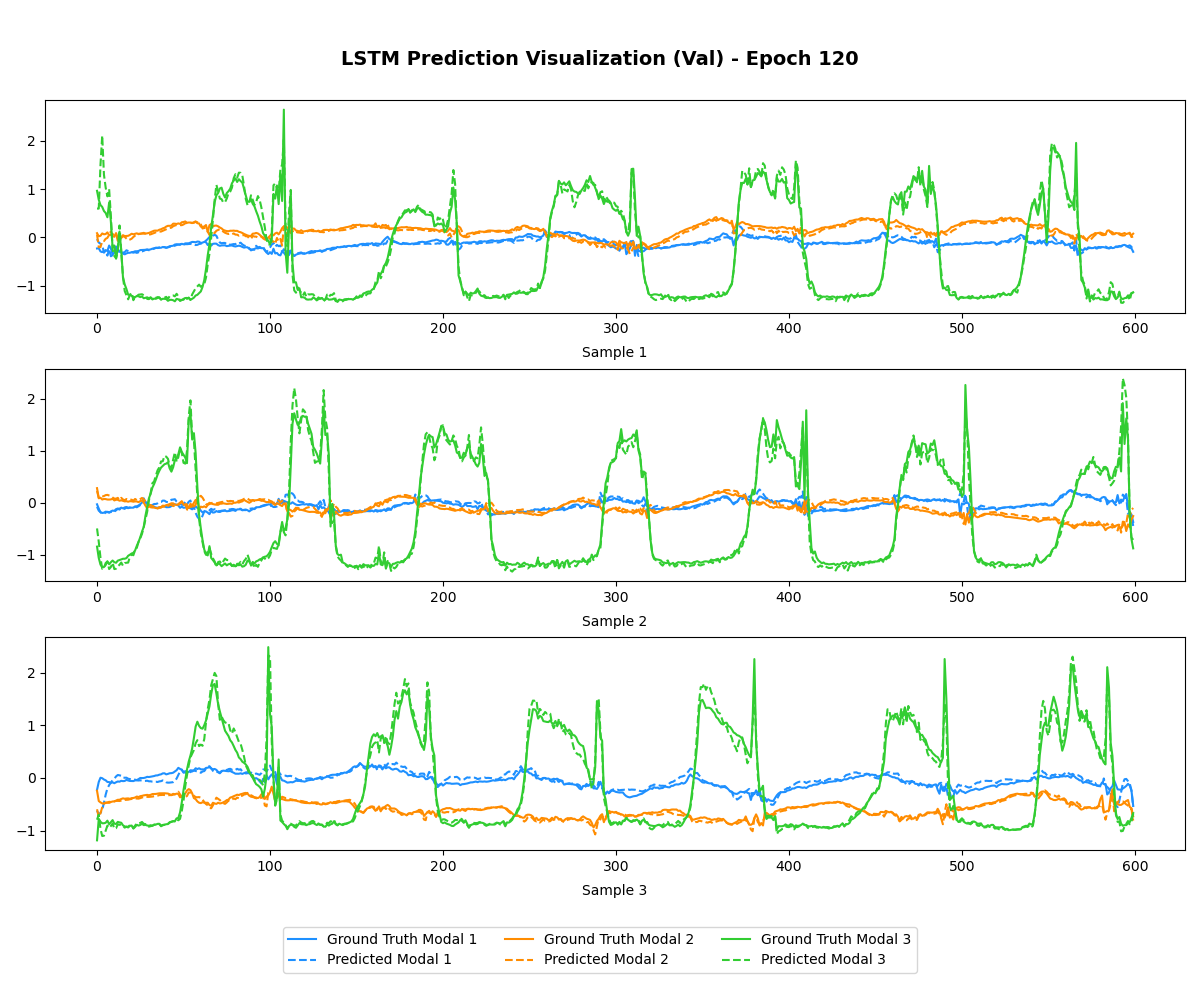 LSTM Prediction Visualization (Val) - Epoch 120
2
1
0
−1
0 100 200 300 400 500 600
Sample 1
2
1
0
−1
0 100 200 300 400 500 600
Sample 2
2
1
0
−1
0 100 200 300 400 500 600
Sample 3
Ground Truth Modal 1 Ground Truth Modal 2 Ground Truth Modal 3
Predicted Modal 1 Predicted Modal 2 Predicted Modal 3